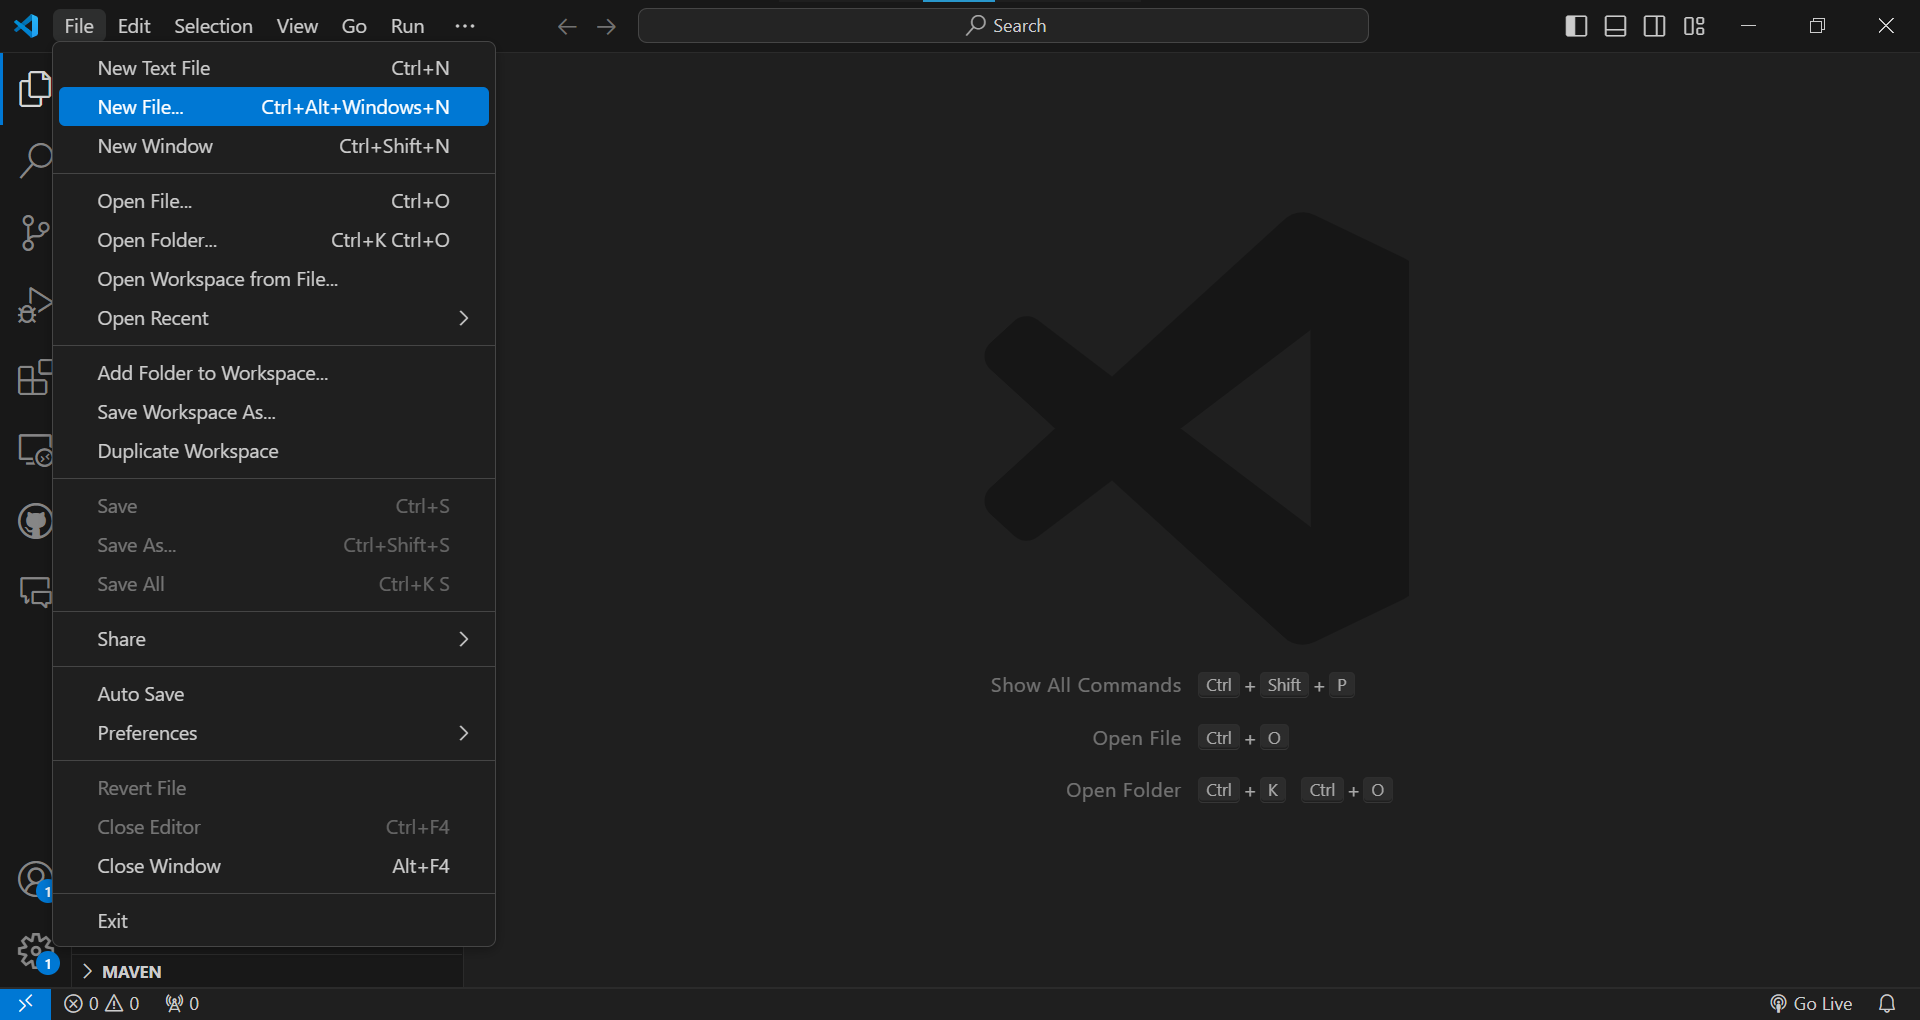 File Edit Selection View Go Run ···
Search
New Text File Ctrl+N
New File... Ctrl+Alt+Windows+N
New Window Ctrl+Shift+N
Open File... Ctrl+O
Open Folder... Ctrl+K Ctrl+O
Open Workspace from File...
Open Recent
Add Folder to Workspace...
Save Workspace As...
Duplicate Workspace
Save Ctrl+S
Save As... Ctrl+Shift+S
Save All Ctrl+K S
Share
Auto Save
Preferences
Revert File
Close Editor Ctrl+F4
Close Window Alt+F4
Exit
1
1
MAVEN
Show All Commands Ctrl + Shift + P
Open File Ctrl + O
Open Folder Ctrl + K Ctrl + O
0 0 0
Go Live